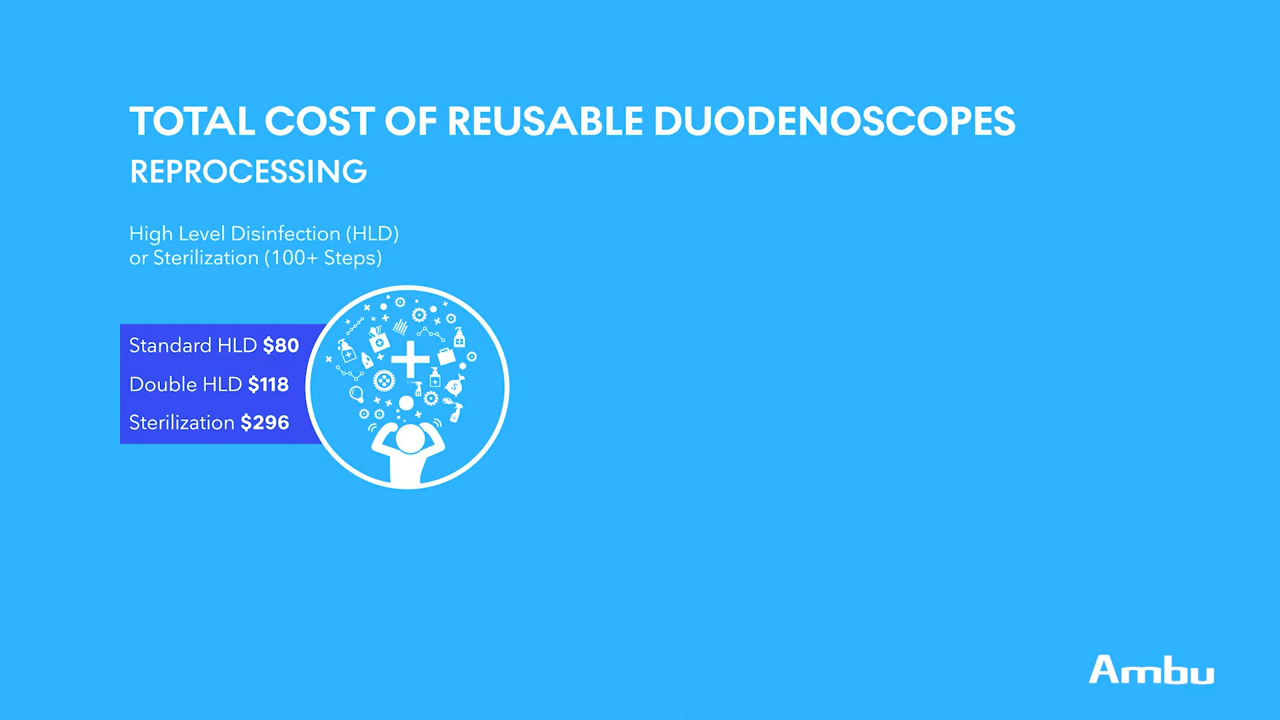 TOTAL COST OF REUSABLE DUODENOSCOPES
REPROCESSING
High Level Disinfection (HLD)
or Sterilization (100+ Steps)
Standard HLD $80
Double HLD $118
Sterilization $296
Ambu